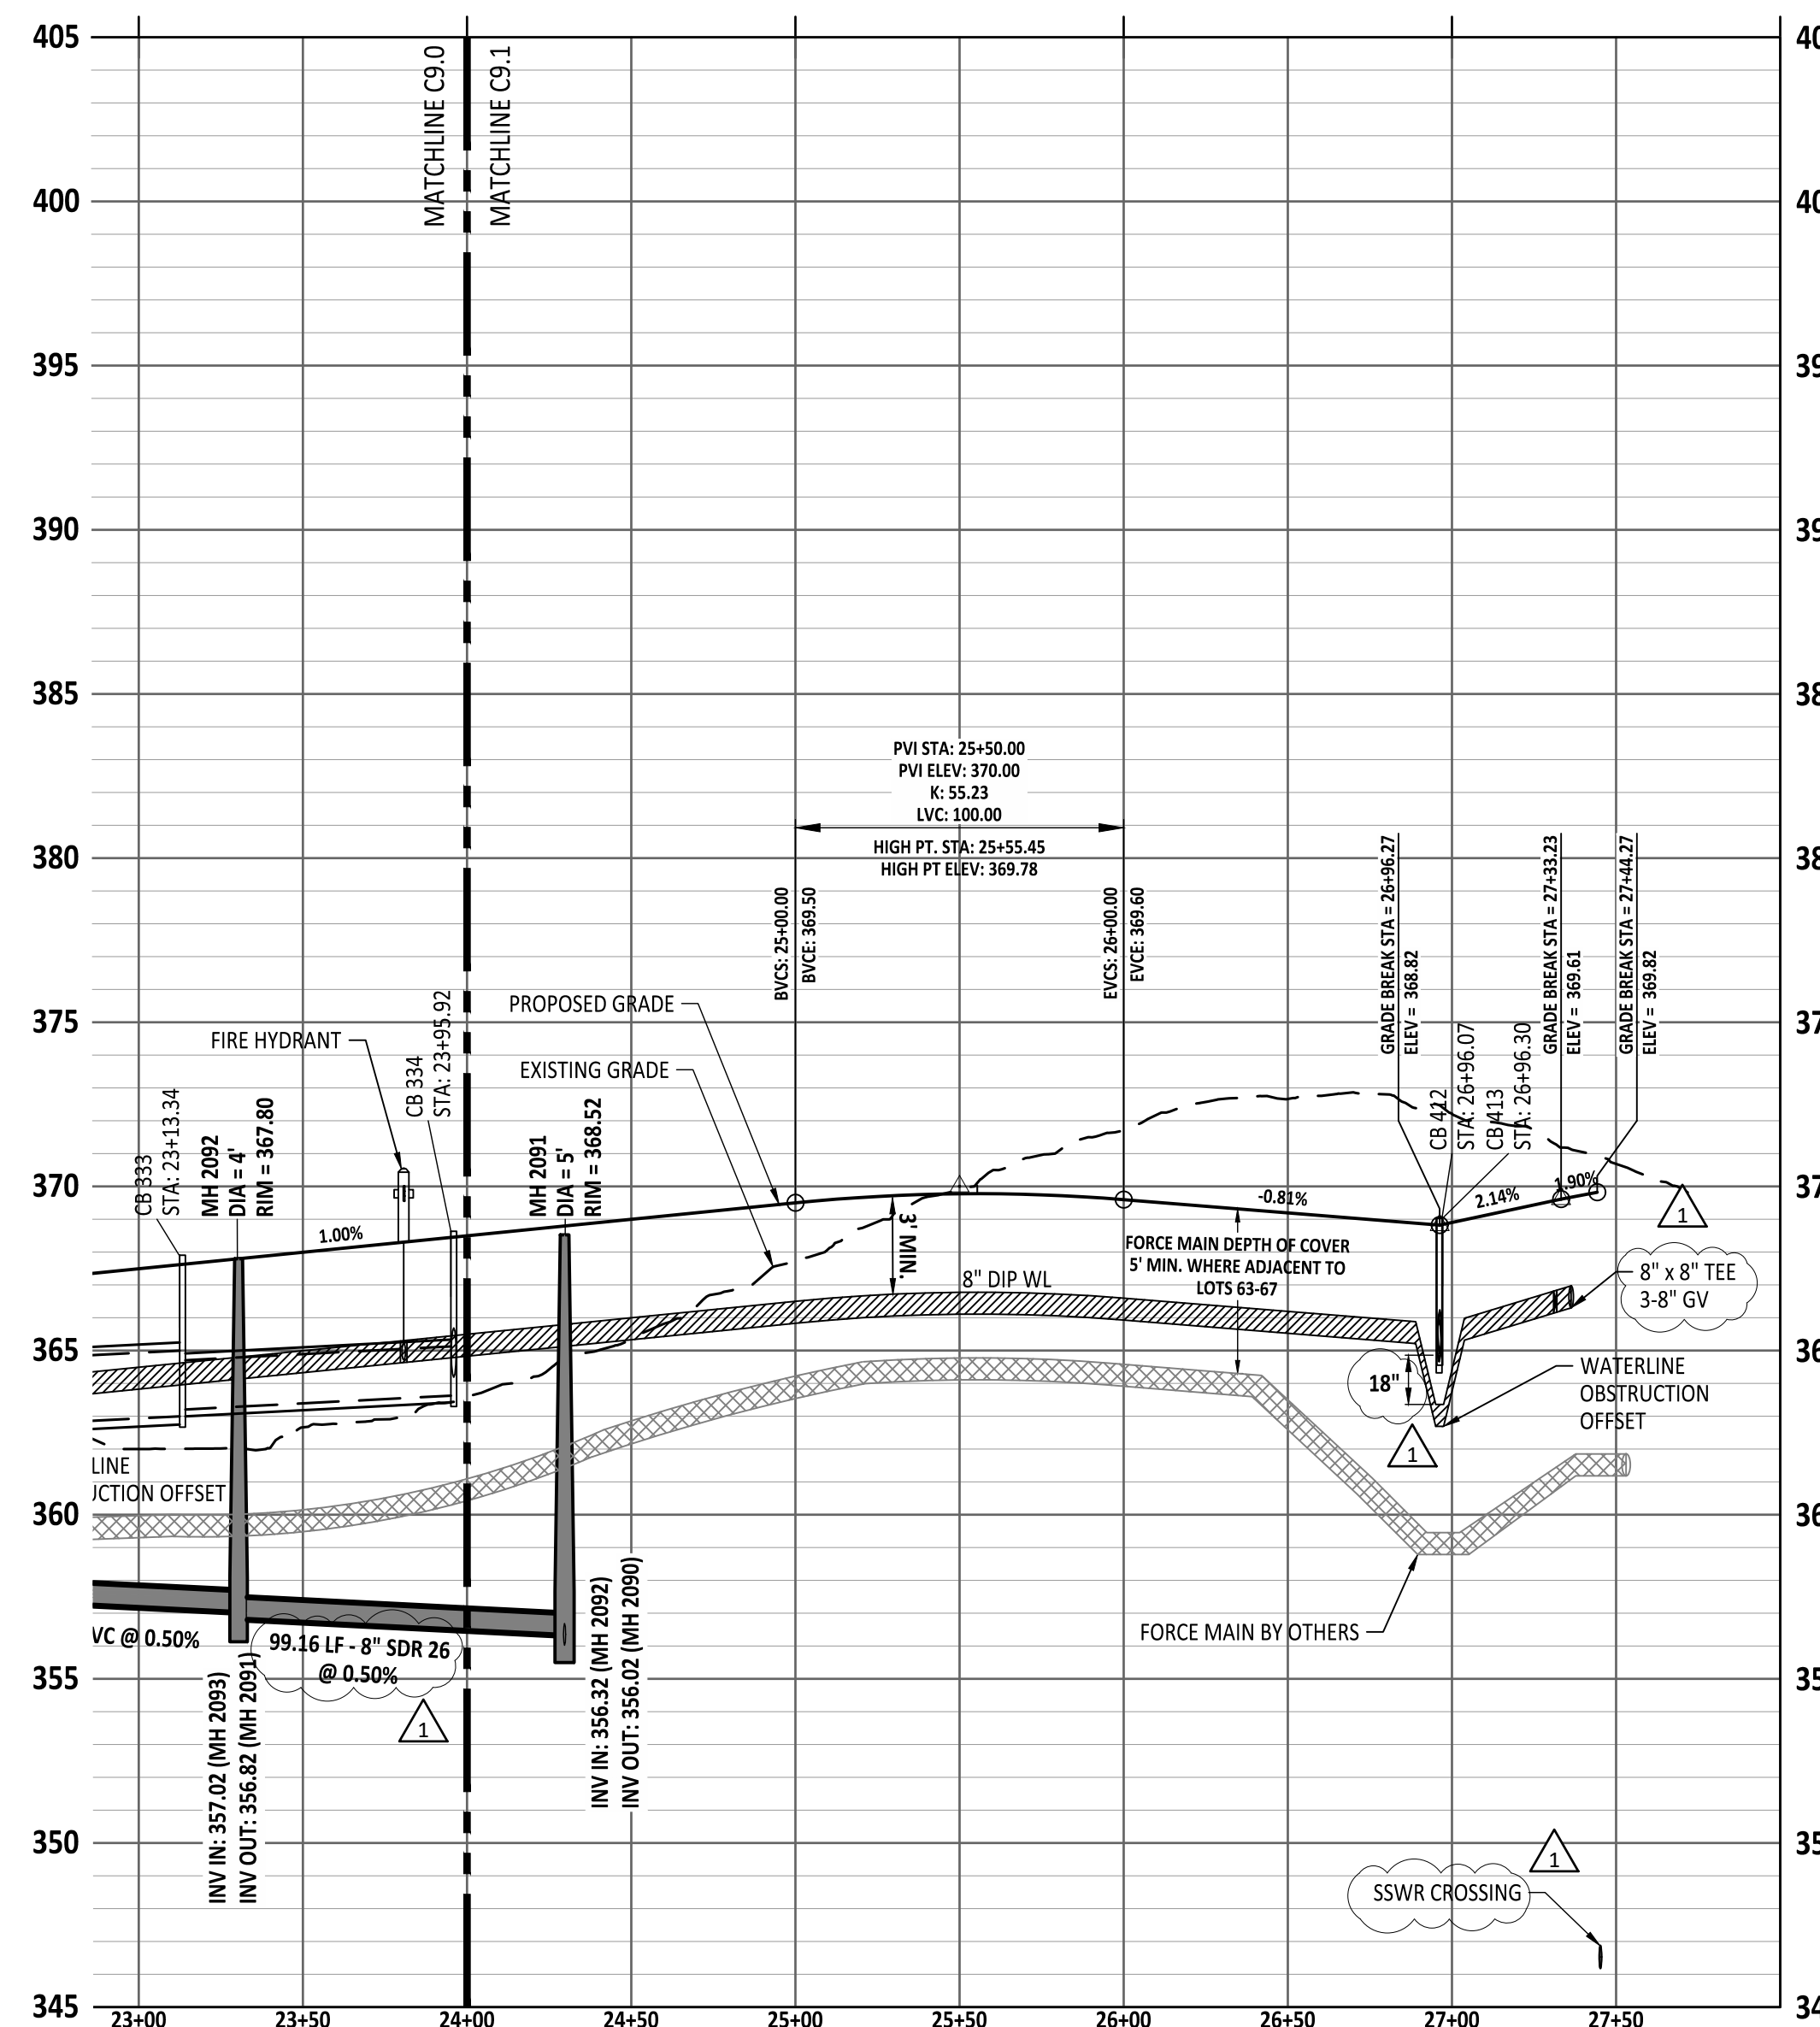 405
400
395
390
385
380
375
370
365
360
355
350
345
MATCHLINE C9.0
MATCHLINE C9.1
PVI STA: 25+50.00
PVI ELEV: 370.00
K: 55.23
LVC: 100.00
HIGH PT. STA: 25+55.45
HIGH PT ELEV: 369.78
BVCS: 25+00.00
BVCE: 369.50
EVCS: 26+00.00
EVCE: 369.60
GRADE BREAK STA = 26+96.27
ELEV = 368.82
GRADE BREAK STA = 27+33.23
ELEV = 369.61
GRADE BREAK STA = 27+44.27
ELEV = 369.82
PROPOSED GRADE
EXISTING GRADE
FIRE HYDRANT
CB 333
STA: 23+13.34
MH 2092
DIA = 4'
RIM = 367.80
CB 334
STA: 23+95.92
MH 2091
DIA = 5'
RIM = 368.52
CB 412
STA: 26+96.07
CB 413
STA: 26+96.30
1.00%
-0.81%
2.14%
1.90%
3' MIN.
8" DIP WL
FORCE MAIN DEPTH OF COVER
5' MIN. WHERE ADJACENT TO
LOTS 63-67
1
8" x 8" TEE
3-8" GV
18"
1
WATERLINE
OBSTRUCTION
OFFSET
LINE
UCTION OFFSET
FORCE MAIN BY OTHERS
VC @ 0.50%
99.16 LF - 8" SDR 26
@ 0.50%
1
INV IN: 357.02 (MH 2093)
INV OUT: 356.82 (MH 2091)
INV IN: 356.32 (MH 2092)
INV OUT: 356.02 (MH 2090)
1
SSWR CROSSING
23+00
23+50
24+00
24+50
25+00
25+50
26+00
26+50
27+00
27+50